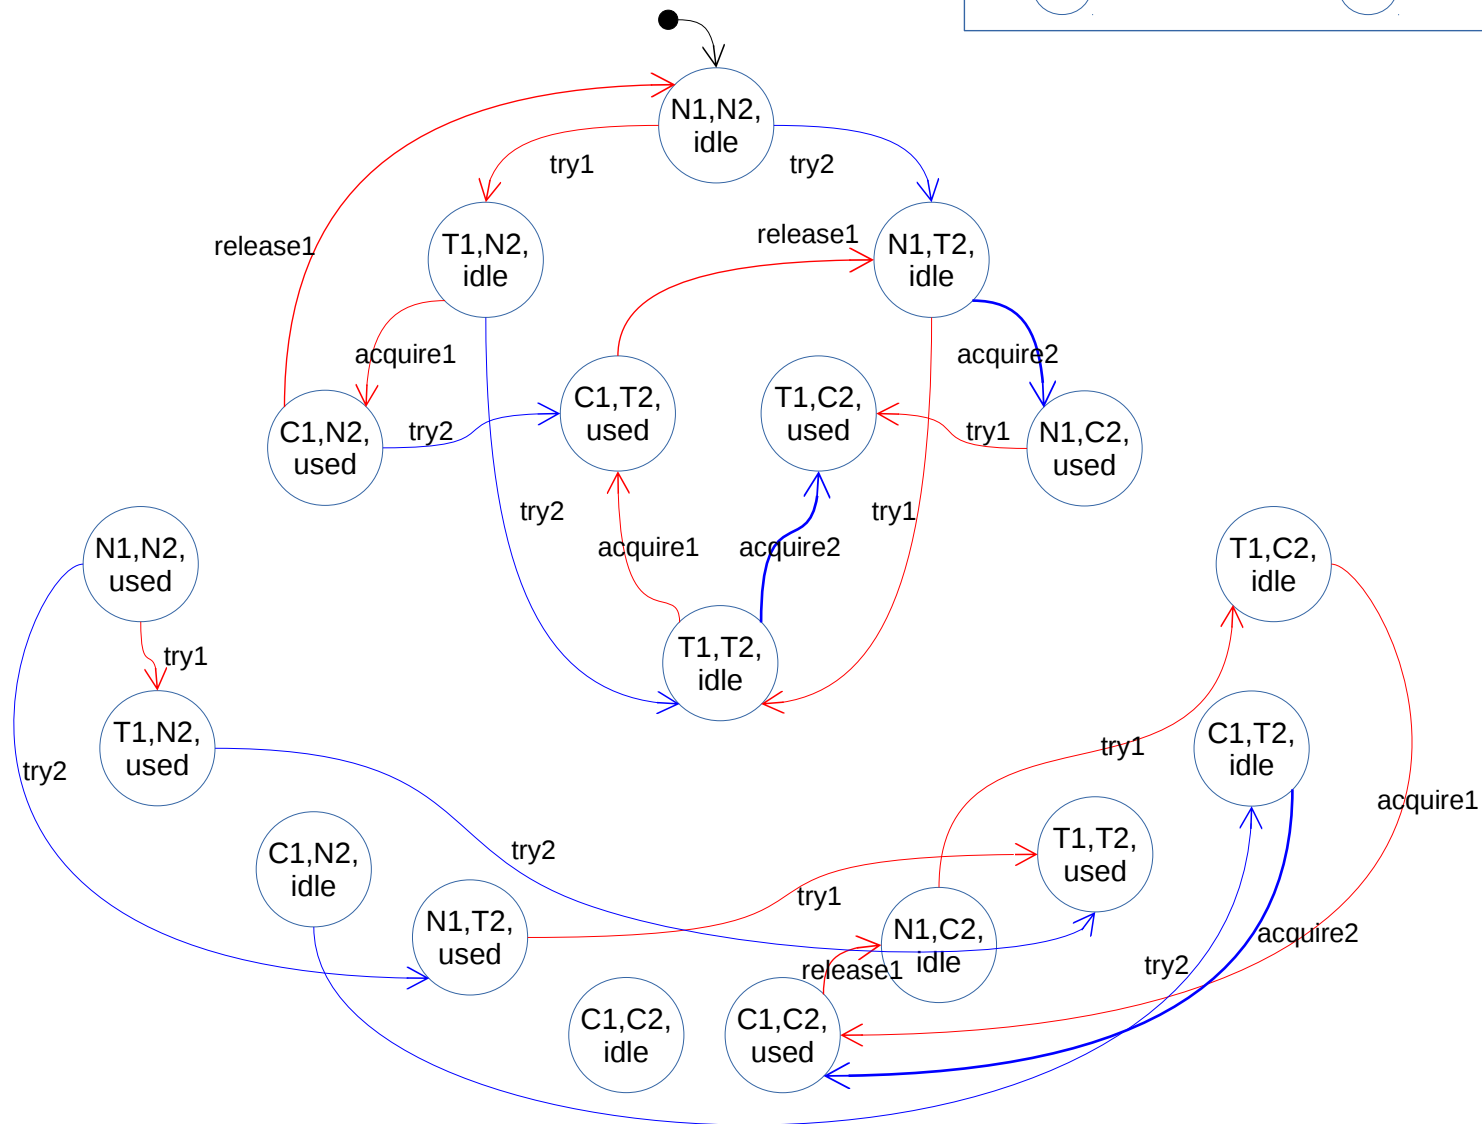 N1,N2,
idle
try1
try2
release1
T1,N2,
idle
release1
N1,T2,
idle
acquire1
acquire2
C1,N2,
used
try2
C1,T2,
used
T1,C2,
used
try1
N1,C2,
used
try2
try1
acquire1
acquire2
N1,N2,
used
T1,C2,
idle
try1
T1,T2,
idle
T1,N2,
used
try2
try1
C1,T2,
idle
acquire1
C1,N2,
idle
try2
T1,T2,
used
try1
N1,T2,
used
N1,C2,
idle
acquire2
release1
try2
C1,C2,
idle
C1,C2,
used